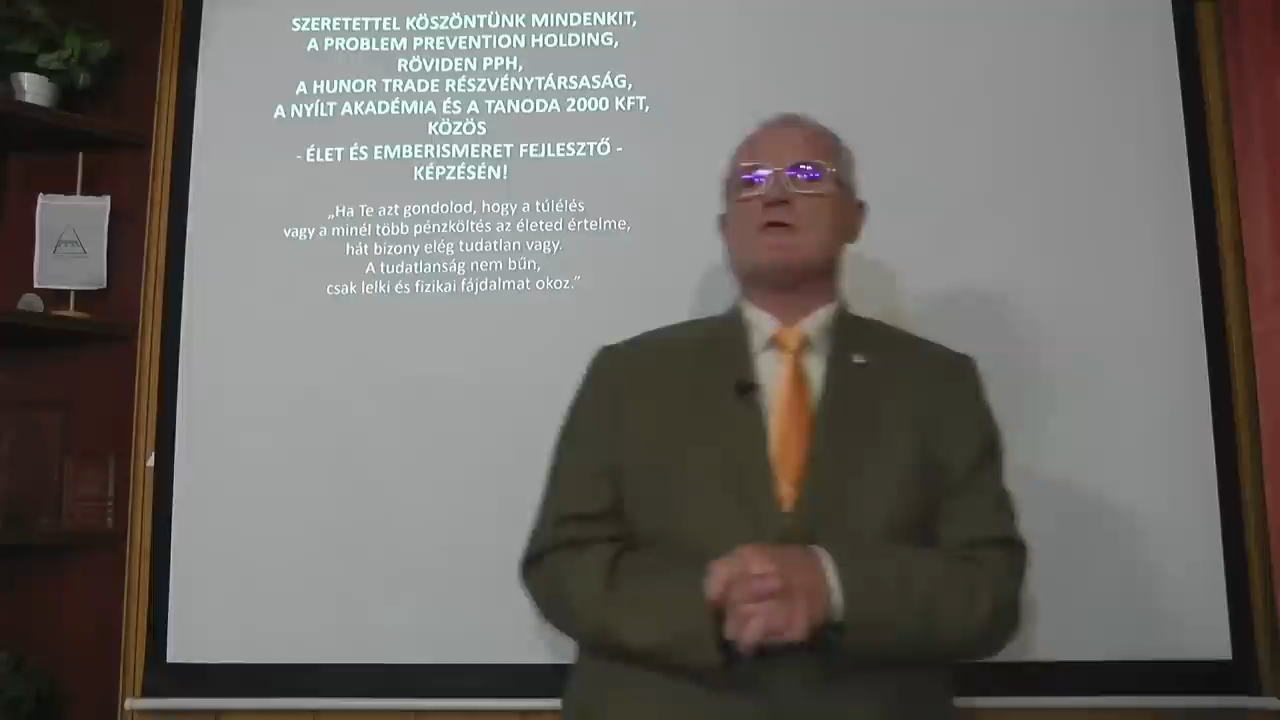 SZERETETTEL KÖSZÖNTÜNK MINDENKIT,
A PROBLEM PREVENTION HOLDING,
RÖVIDEN PPH,
A HUNOR TRADE RÉSZVÉNYTÁRSASÁG,
A NYÍLT AKADÉMIA ÉS A TANODA 2000 KFT,
KÖZÖS
- ÉLET ÉS EMBERISMERET FEJLESZTŐ -
KÉPZÉSÉN!
„Ha Te azt gondolod, hogy a túlélés
vagy a minél több pénzköltés az életed értelme,
hát bizony elég tudatlan vagy.
A tudatlanság nem bűn,
csak lelki és fizikai fájdalmat okoz.”